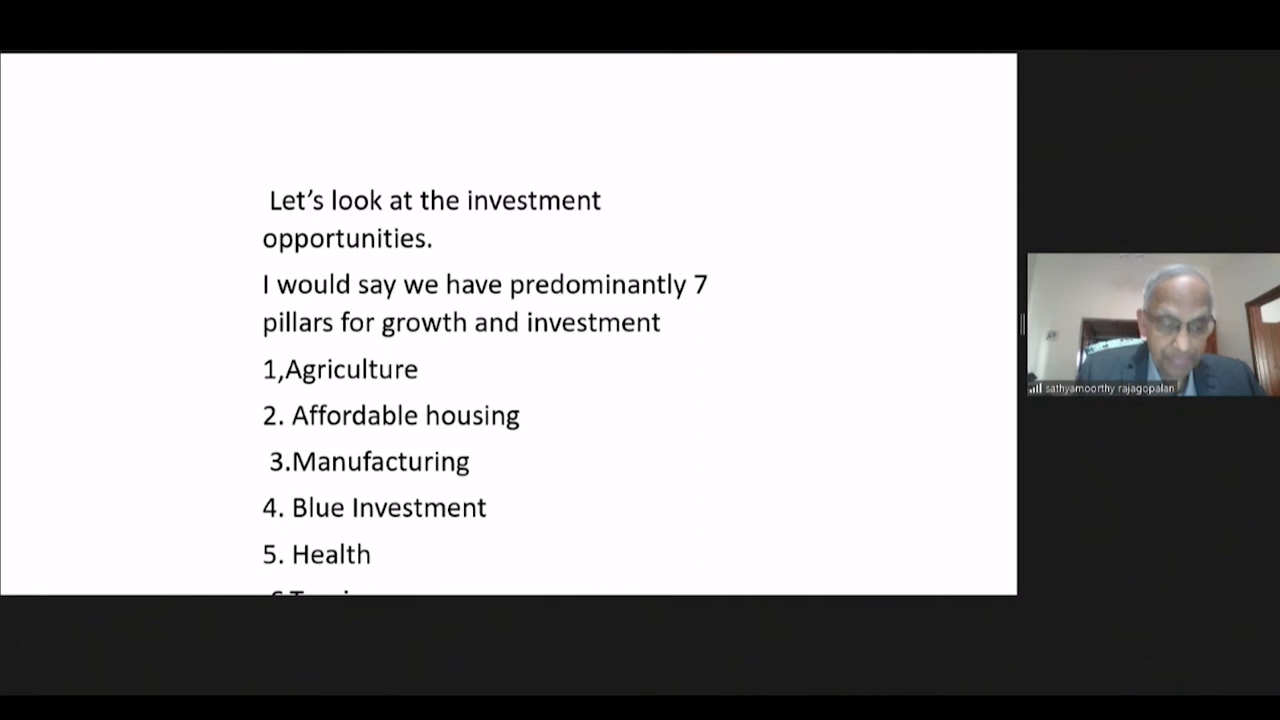 Let’s look at the investment
opportunities.
I would say we have predominantly 7
pillars for growth and investment
1,Agriculture
2. Affordable housing
3.Manufacturing
4. Blue Investment
5. Health
sathyamoorthy rajagopalan